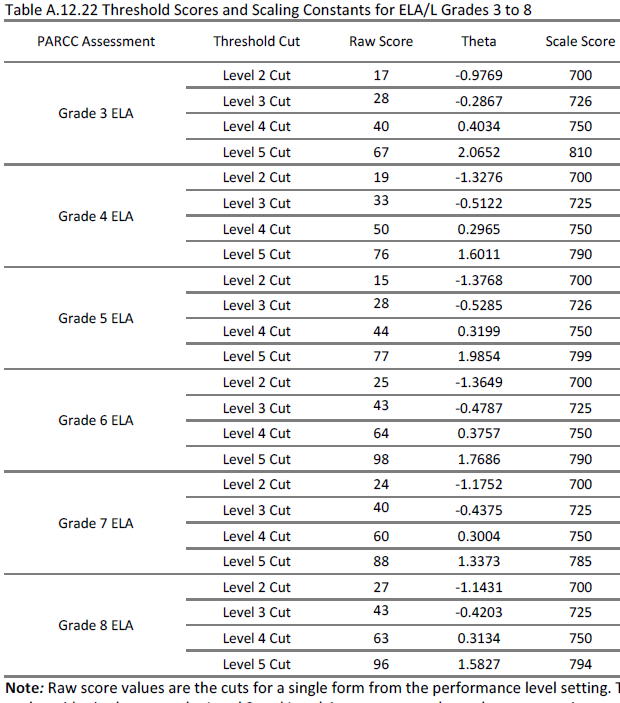 Table A.12.22 Threshold Scores and Scaling Constants for ELA/L Grades 3 to 8
PARCC Assessment Threshold Cut Raw Score Theta Scale Score
Grade 3 ELA
Level 2 Cut 17 -0.9769 700
Level 3 Cut 28 -0.2867 726
Level 4 Cut 40 0.4034 750
Level 5 Cut 67 2.0652 810
Grade 4 ELA
Level 2 Cut 19 -1.3276 700
Level 3 Cut 33 -0.5122 725
Level 4 Cut 50 0.2965 750
Level 5 Cut 76 1.6011 790
Grade 5 ELA
Level 2 Cut 15 -1.3768 700
Level 3 Cut 28 -0.5285 726
Level 4 Cut 44 0.3199 750
Level 5 Cut 77 1.9854 799
Grade 6 ELA
Level 2 Cut 25 -1.3649 700
Level 3 Cut 43 -0.4787 725
Level 4 Cut 64 0.3757 750
Level 5 Cut 98 1.7686 790
Grade 7 ELA
Level 2 Cut 24 -1.1752 700
Level 3 Cut 40 -0.4375 725
Level 4 Cut 60 0.3004 750
Level 5 Cut 88 1.3373 785
Grade 8 ELA
Level 2 Cut 27 -1.1431 700
Level 3 Cut 43 -0.4203 725
Level 4 Cut 63 0.3134 750
Level 5 Cut 96 1.5827 794
Note: Raw score values are the cuts for a single form from the performance level setting. T